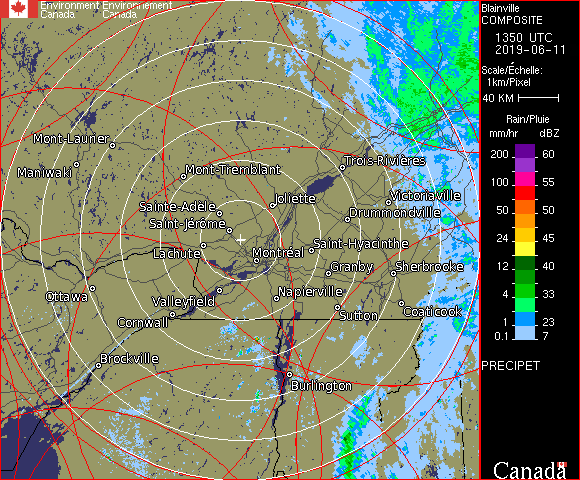 Environment Environnement
Canada Canada
Blainville
COMPOSITE
1350 UTC
2019-06-11
Scale/Échelle:
1km/Pixel
40 KM
Rain/Pluie
mm/hr dBZ
200 60
100 55
50 50
24 45
12 40
4 33
1 23
0.1 7
PRECIPET
Mont-Laurier
Maniwaki
Mont-Tremblant
Trois-Rivières
Sainte-Adèle
Joliette
Victoriaville
Drummondville
Saint-Jérôme
Lachute
Montréal
Saint-Hyacinthe
Granby
Sherbrooke
Ottawa
Valleyfield
Napierville
Cornwall
Sutton
Coaticook
Brockville
Burlington
Canada